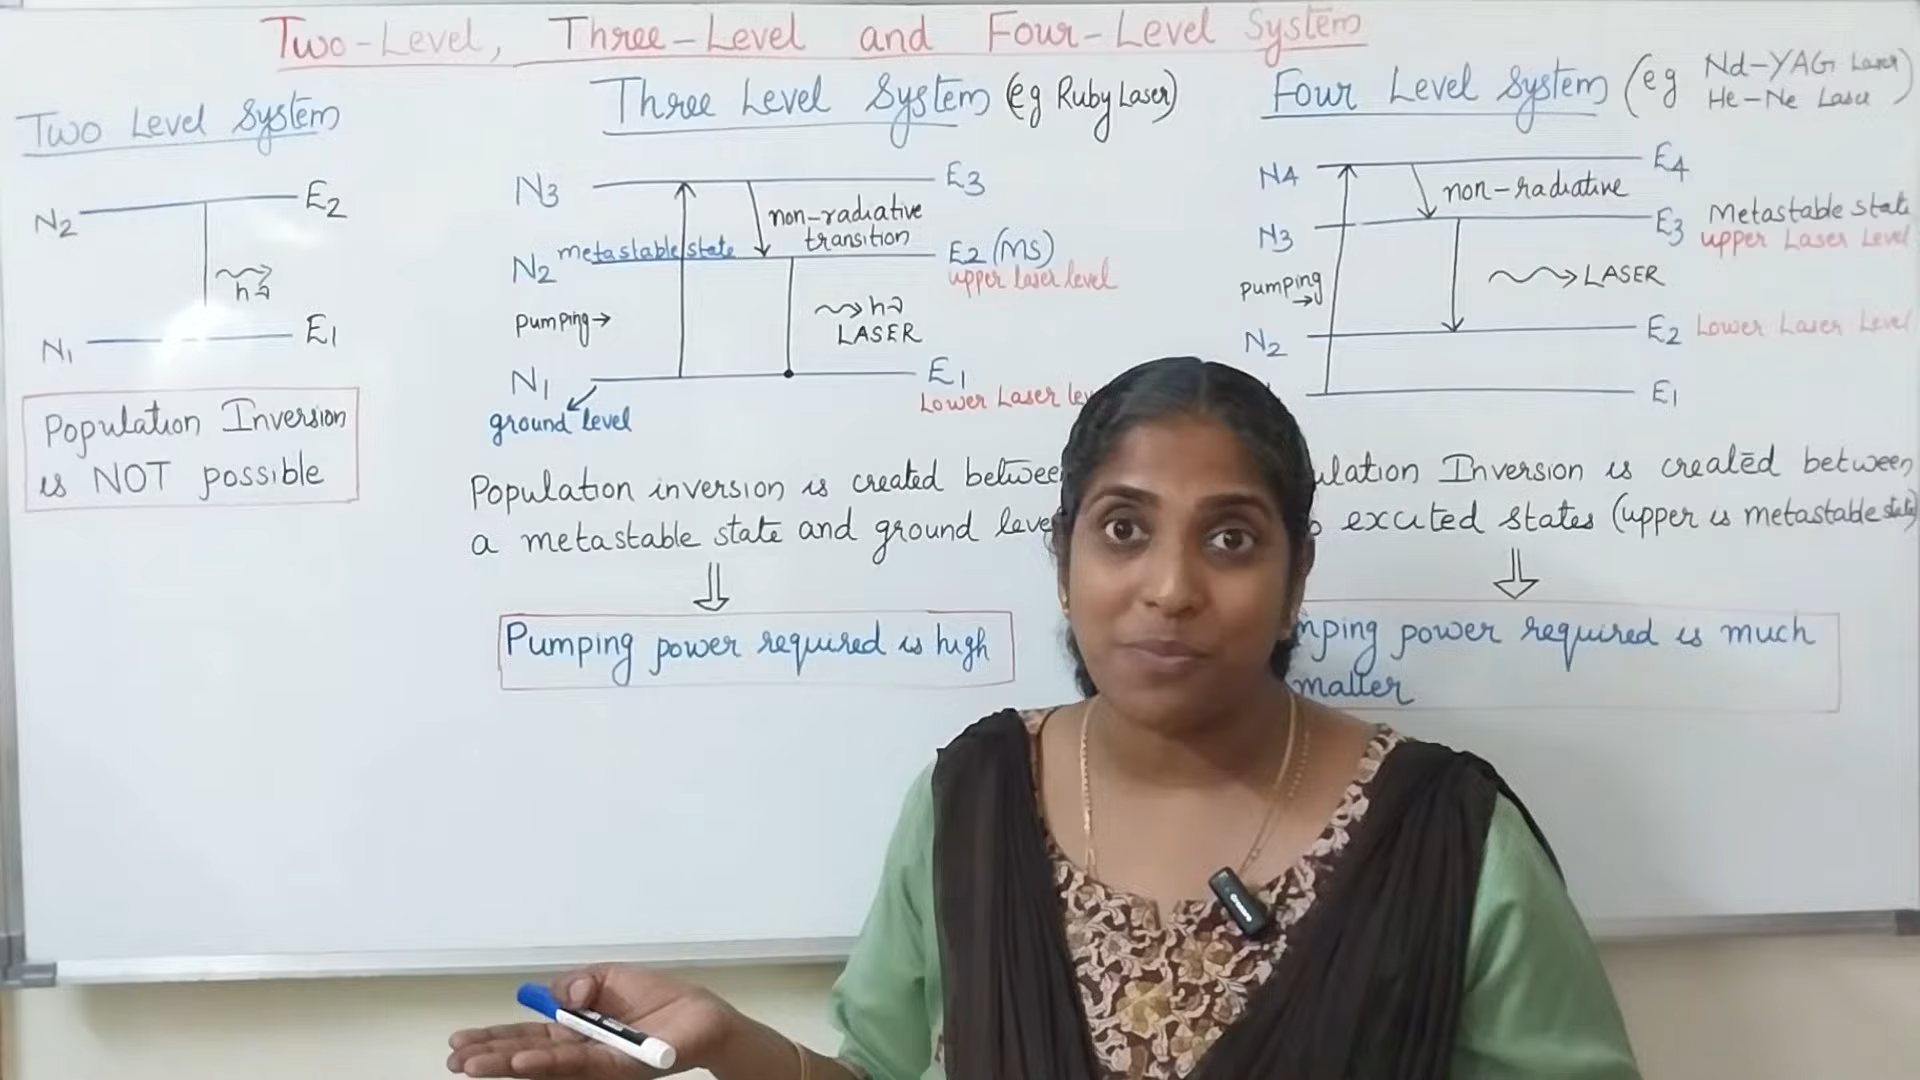 Two-Level, Three-Level and Four-Level System
Two Level System
N2 E2
hν
N1 E1
Population Inversion
is NOT possible
Three Level System (eg Ruby Laser)
N3 E3
non-radiative
transition
N2 metastable state E2 (MS)
upper laser level
pumping→
hν
LASER
N1 E1
ground level
Lower Laser lev
Population inversion is created between
a metastable state and ground level
⇓
Pumping power required is high
Four Level System (eg Nd-YAG Laser
He-Ne Laser)
N4 E4
non-radiative
N3 E3 Metastable state
upper Laser Level
pumping
→
LASER
N2 E2 Lower Laser Level
E1
ulation Inversion is created between
o excited states (upper is metastable state)
⇓
mping power required is much
maller